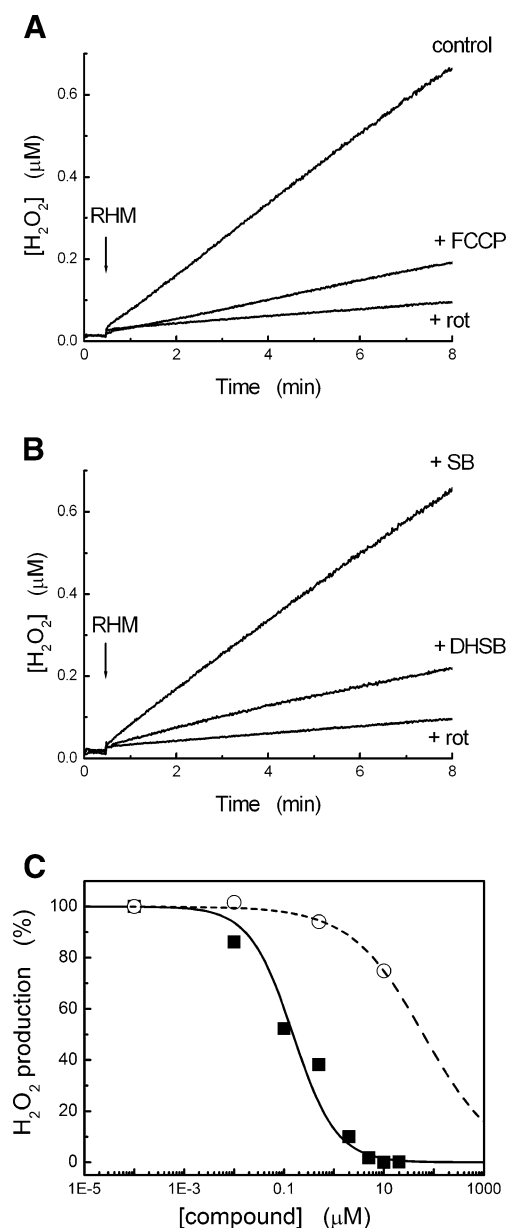 A
control
0.6
[H₂O₂] (μM)
0.4
RHM
0.2
+ FCCP
+ rot
0.0
0 2 4 6 8
Time (min)
B
+ SB
0.6
[H₂O₂] (μM)
0.4
RHM
+ DHSB
0.2
+ rot
0.0
0 2 4 6 8
Time (min)
C
100
80
60
40
20
0
H₂O₂ production (%)
1E-5 1E-3 0.1 10 1000
[compound] (μM)